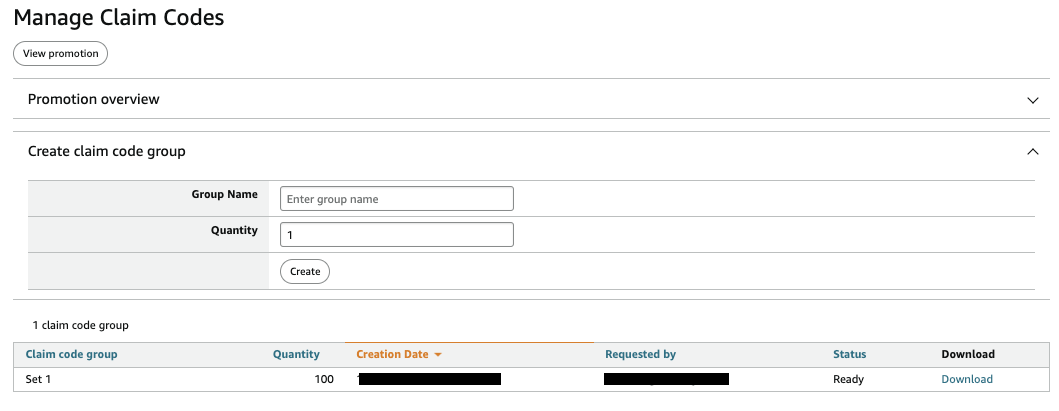 Manage Claim Codes
View promotion
Promotion overview
Create claim code group
Group Name Enter group name
Quantity 1
Create
1 claim code group
Claim code group Quantity Creation Date Requested by Status Download
Set 1 100 Ready Download